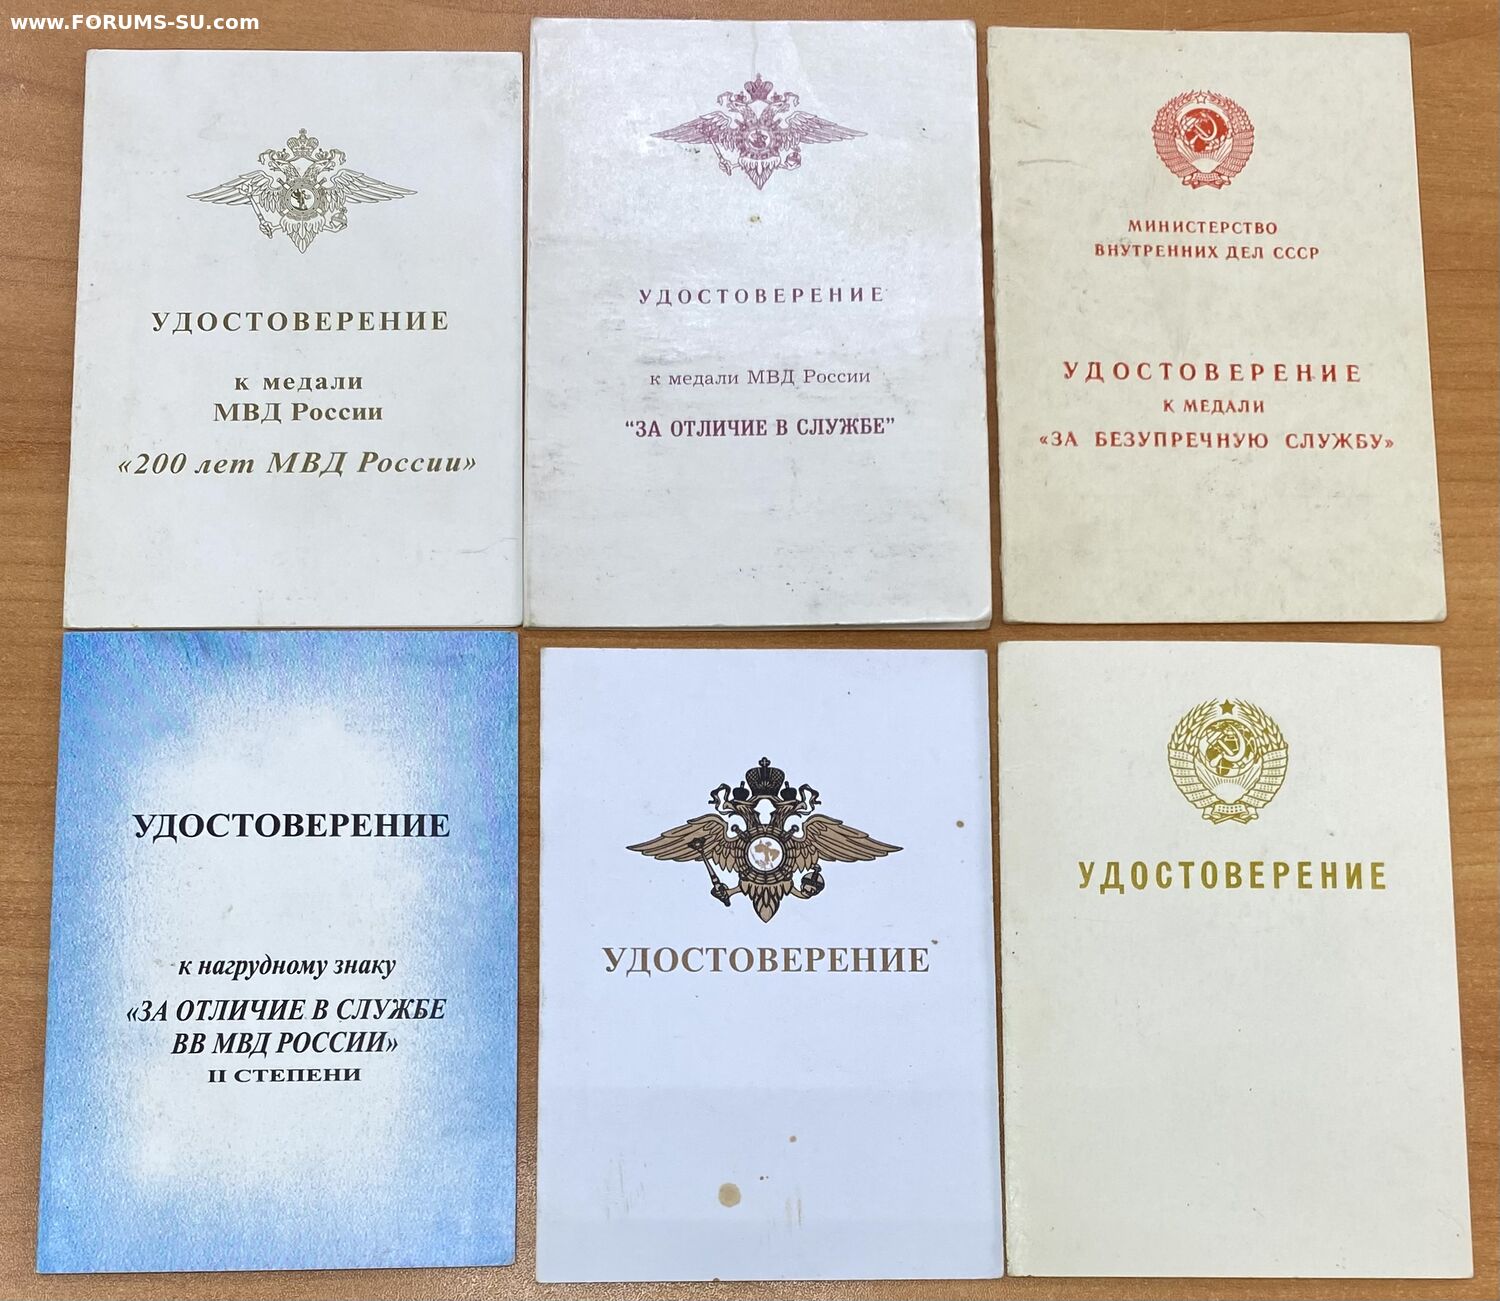 www.FORUMS-SU.com
УДОСТОВЕРЕНИЕ
к медали
МВД России
«200 лет МВД России»
УДОСТОВЕРЕНИЕ
к медали МВД России
“ЗА ОТЛИЧИЕ В СЛУЖБЕ”
МИНИСТЕРСТВО
ВНУТРЕННИХ ДЕЛ СССР
УДОСТОВЕРЕНИЕ
К МЕДАЛИ
«ЗА БЕЗУПРЕЧНУЮ СЛУЖБУ»
УДОСТОВЕРЕНИЕ
к нагрудному знаку
«ЗА ОТЛИЧИЕ В СЛУЖБЕ
ВВ МВД РОССИИ»
II СТЕПЕНИ
УДОСТОВЕРЕНИЕ
УДОСТОВЕРЕНИЕ